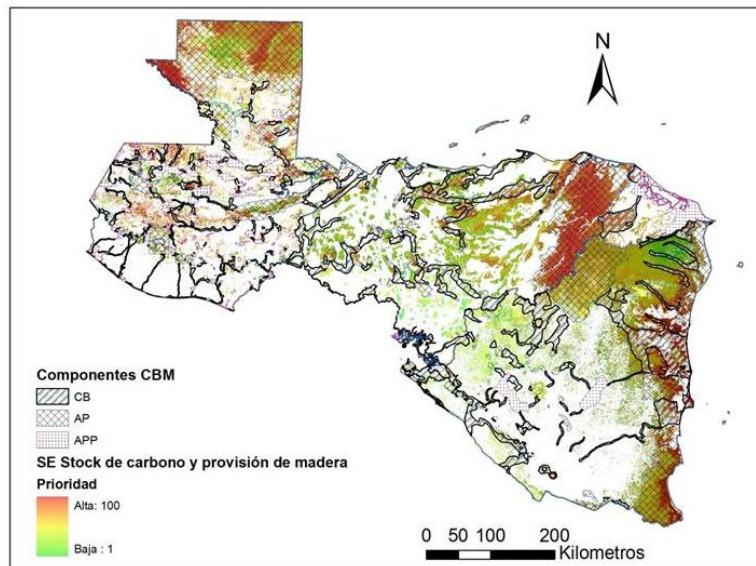 N
Componentes CBM
CB
AP
APP
SE Stock de carbono y provisión de madera
Prioridad
Alta: 100
Baja : 1
0 50 100 200
Kilometros